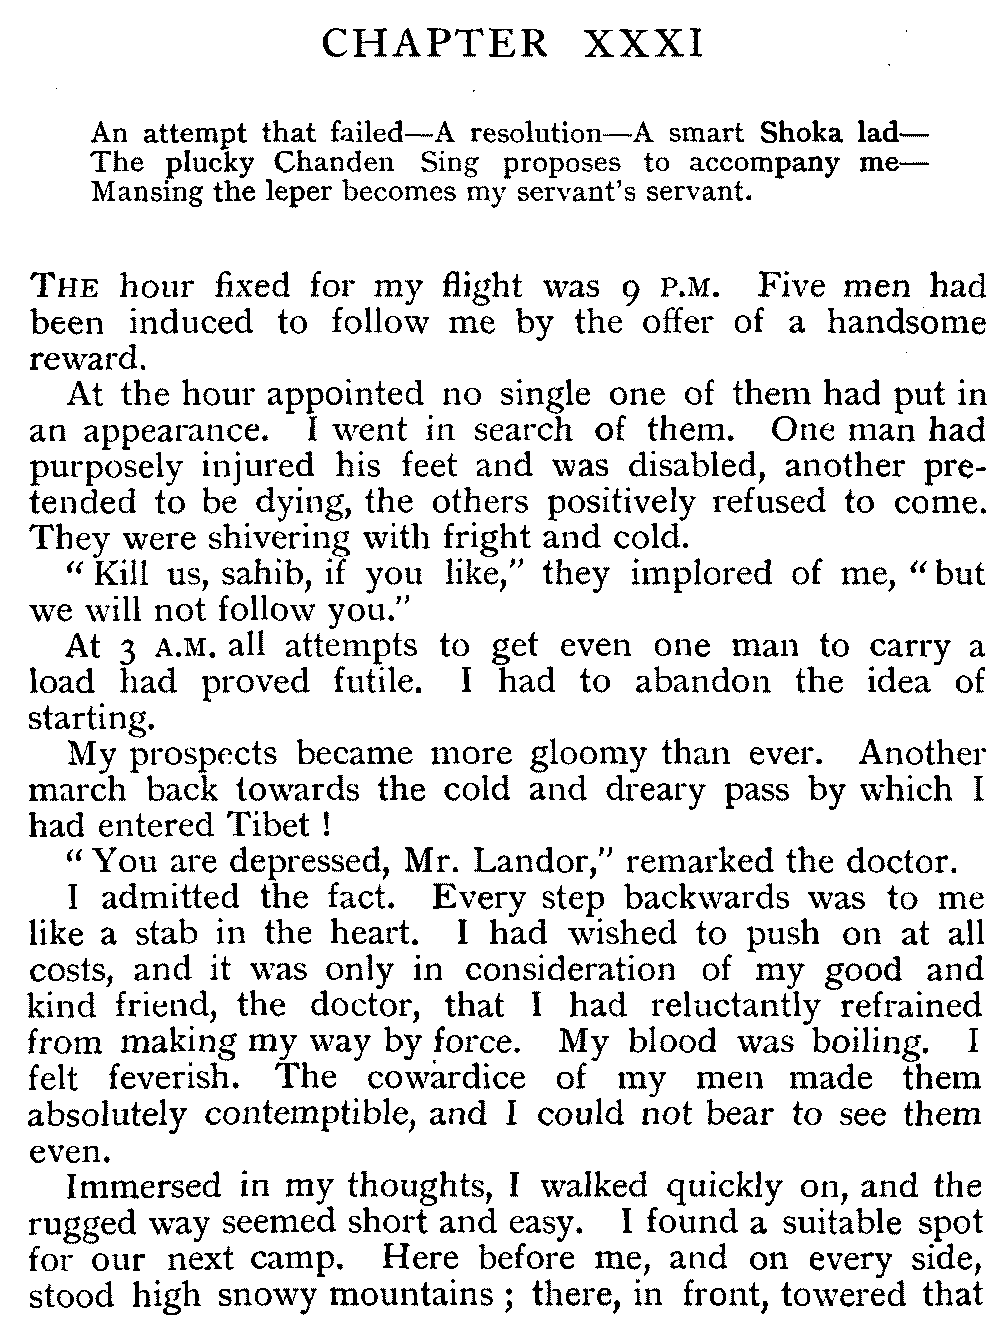 CHAPTER XXXI
An attempt that failed—A resolution—A smart Shoka lad—
The plucky Chanden Sing proposes to accompany me—
Mansing the leper becomes my servant's servant.
THE hour fixed for my flight was 9 P.M. Five men had
been induced to follow me by the offer of a handsome
reward.
At the hour appointed no single one of them had put in
an appearance. I went in search of them. One man had
purposely injured his feet and was disabled, another pre-
tended to be dying, the others positively refused to come.
They were shivering with fright and cold.
"Kill us, sahib, if you like," they implored of me, "but
we will not follow you."
At 3 A.M. all attempts to get even one man to carry a
load had proved futile. I had to abandon the idea of
starting.
My prospects became more gloomy than ever. Another
march back towards the cold and dreary pass by which I
had entered Tibet !
"You are depressed, Mr. Landor," remarked the doctor.
I admitted the fact. Every step backwards was to me
like a stab in the heart. I had wished to push on at all
costs, and it was only in consideration of my good and
kind friend, the doctor, that I had reluctantly refrained
from making my way by force. My blood was boiling. I
felt feverish. The cowardice of my men made them
absolutely contemptible, and I could not bear to see them
even.
Immersed in my thoughts, I walked quickly on, and the
rugged way seemed short and easy. I found a suitable spot
for our next camp. Here before me, and on every side,
stood high snowy mountains ; there, in front, towered that